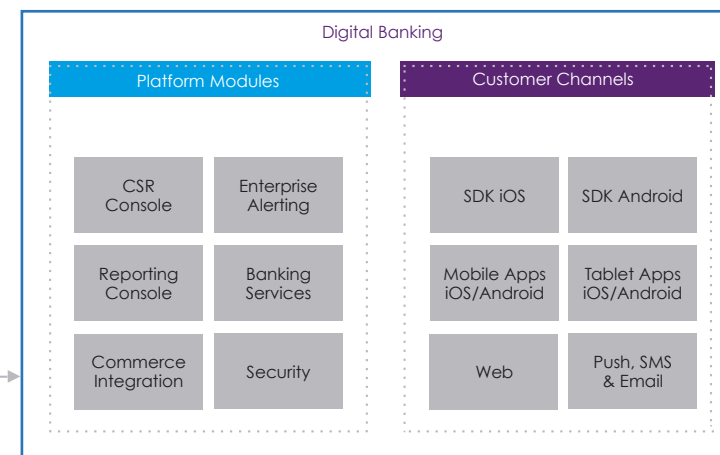 Digital Banking
Platform Modules
CSR
Console
Enterprise
Alerting
Reporting
Console
Banking
Services
Commerce
Integration
Security
Customer Channels
SDK iOS
SDK Android
Mobile Apps
iOS/Android
Tablet Apps
iOS/Android
Web
Push, SMS
& Email